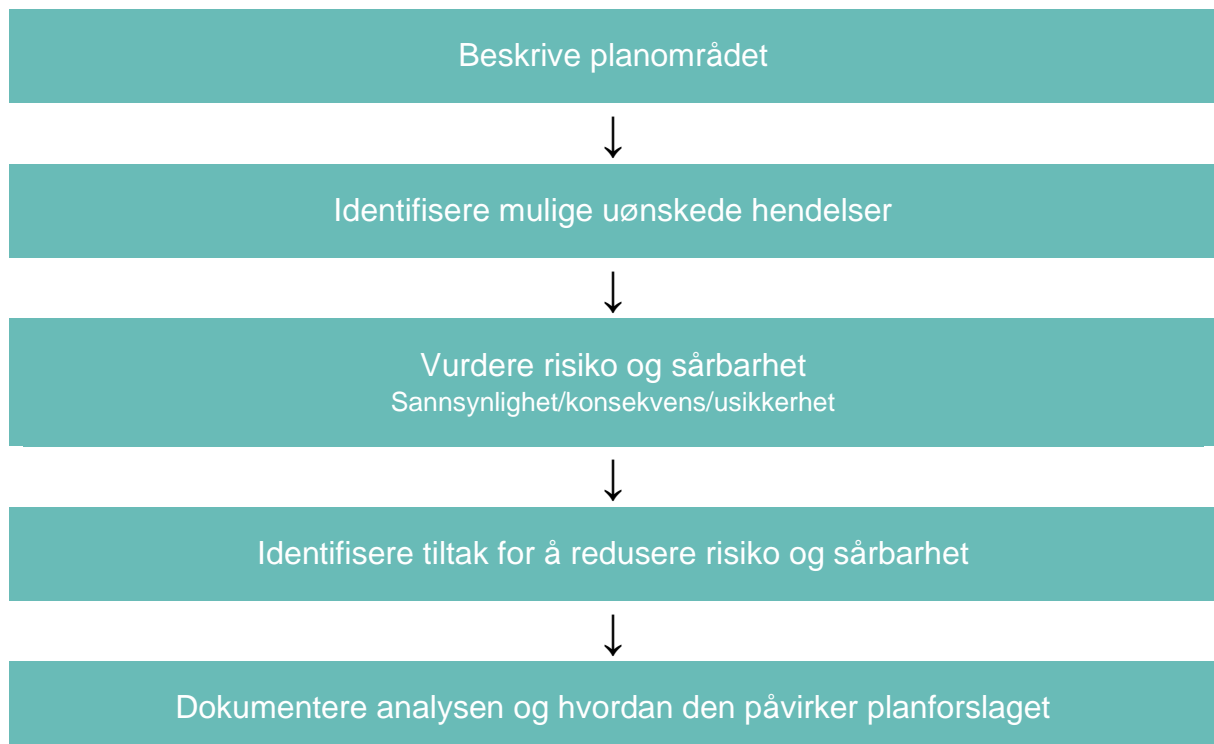 Beskrive planområdet
↓
Identifisere mulige uønskede hendelser
↓
Vurdere risiko og sårbarhet
Sannsynlighet/konsekvens/usikkerhet
↓
Identifisere tiltak for å redusere risiko og sårbarhet
↓
Dokumentere analysen og hvordan den påvirker planforslaget